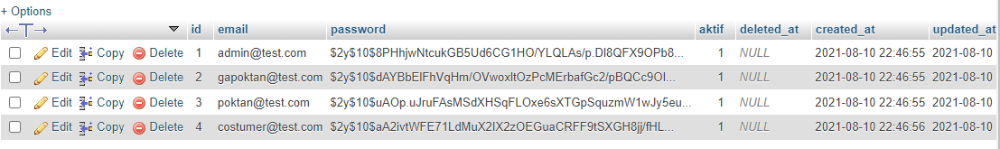 + Options
id email password aktif deleted_at created_at updated_at
Edit Copy Delete 1 admin@test.com $2y$10$8PHhjwNtcukGB5Ud6CG1HO/YLQLAs/p.DI8QFX9OPb8... 1 NULL 2021-08-10 22:46:55 2021-08-10
Edit Copy Delete 2 gapoktan@test.com $2y$10$dAYBbElFhVqHm/OVwoxltOzPcMErbafGc2/pBQCc9OI... 1 NULL 2021-08-10 22:46:55 2021-08-10
Edit Copy Delete 3 poktan@test.com $2y$10$uAOp.uJruFAsMSdXHSqFLOxe6sXTGpSquzmW1wJy5eu... 1 NULL 2021-08-10 22:46:55 2021-08-10
Edit Copy Delete 4 costumer@test.com $2y$10$aA2ivtWFE71LdMuX2IX2zOEGuaCRFF9tSXGH8jj/fHL... 1 NULL 2021-08-10 22:46:56 2021-08-10